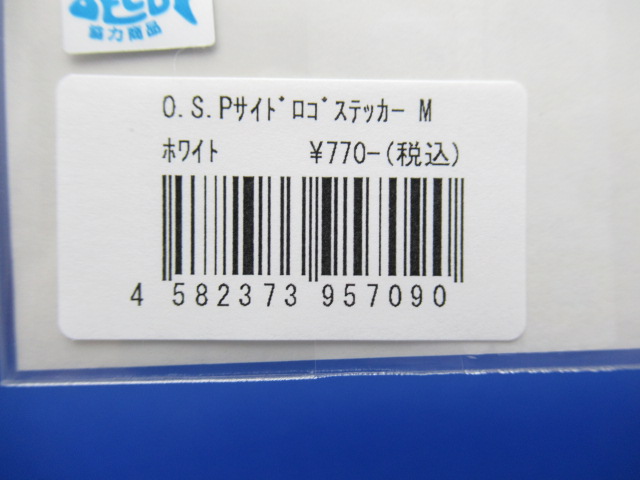 協力商品
O.S.Pｻｲﾄﾞﾛｺﾞｽﾃｯｶｰ M
ﾎﾜｲﾄ ¥770-(税込)
4 582373 957090